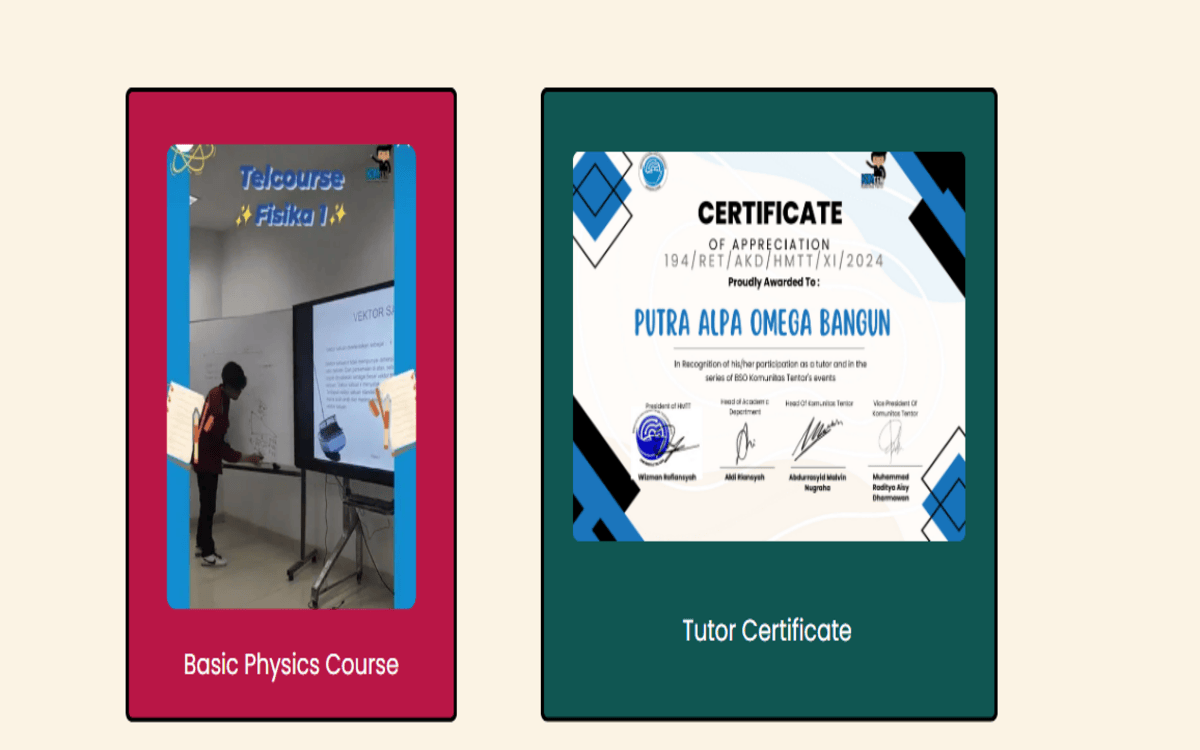 Telcourse
Fisika 1
VEKTOR SA
Basic Physics Course
CERTIFICATE
OF APPRECIATION
194/RET/AKD/HMTT/XI/2024
Proudly Awarded To :
PUTRA ALPA OMEGA BANGUN
In Recognition of his/her participation as a tutor and in the
series of BSO Komunitas Tentor's events
President of HMTT
Head of Academic
Department
Head Of Komunitas Tentor
Vice President Of
Komunitas Tentor
Wizman Rofiansyah
Aldi Riansyah
Abdurrasyid Malvin
Nugraha
Muhammad
Raditya Aisy
Dhermawan
Tutor Certificate